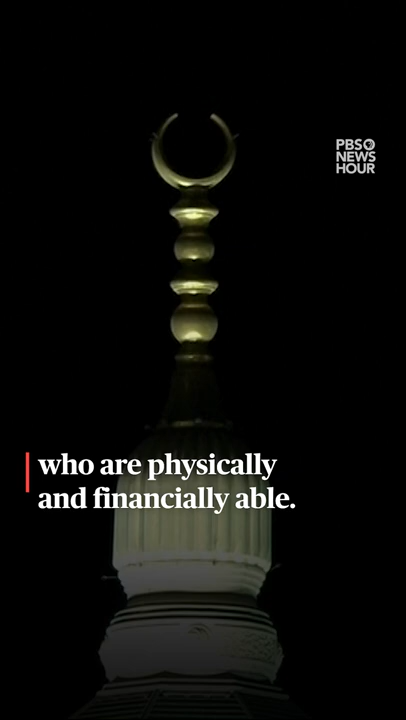 PBS
NEWS
HOUR
who are physically
and financially able.